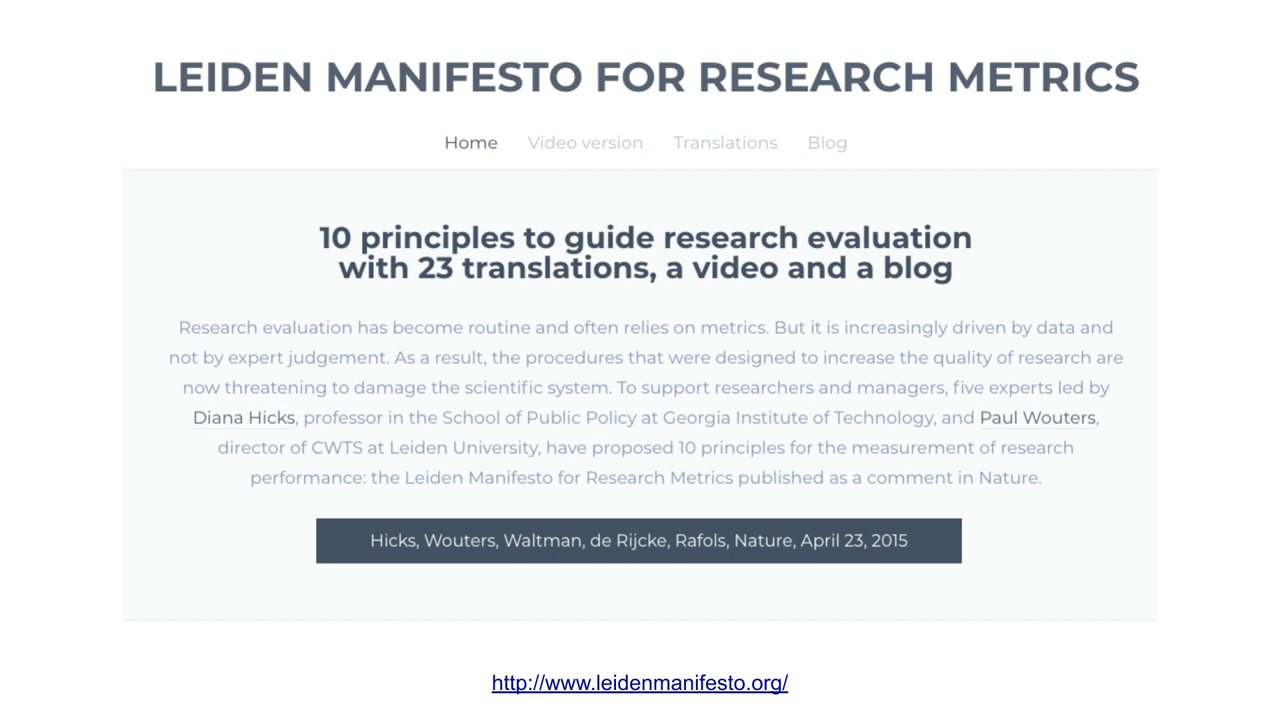 LEIDEN MANIFESTO FOR RESEARCH METRICS
Home Video version Translations Blog
10 principles to guide research evaluation
with 23 translations, a video and a blog
Research evaluation has become routine and often relies on metrics. But it is increasingly driven by data and
not by expert judgement. As a result, the procedures that were designed to increase the quality of research are
now threatening to damage the scientific system. To support researchers and managers, five experts led by
Diana Hicks, professor in the School of Public Policy at Georgia Institute of Technology, and Paul Wouters,
director of CWTS at Leiden University, have proposed 10 principles for the measurement of research
performance: the Leiden Manifesto for Research Metrics published as a comment in Nature.
Hicks, Wouters, Waltman, de Rijcke, Rafols, Nature, April 23, 2015
http://www.leidenmanifesto.org/